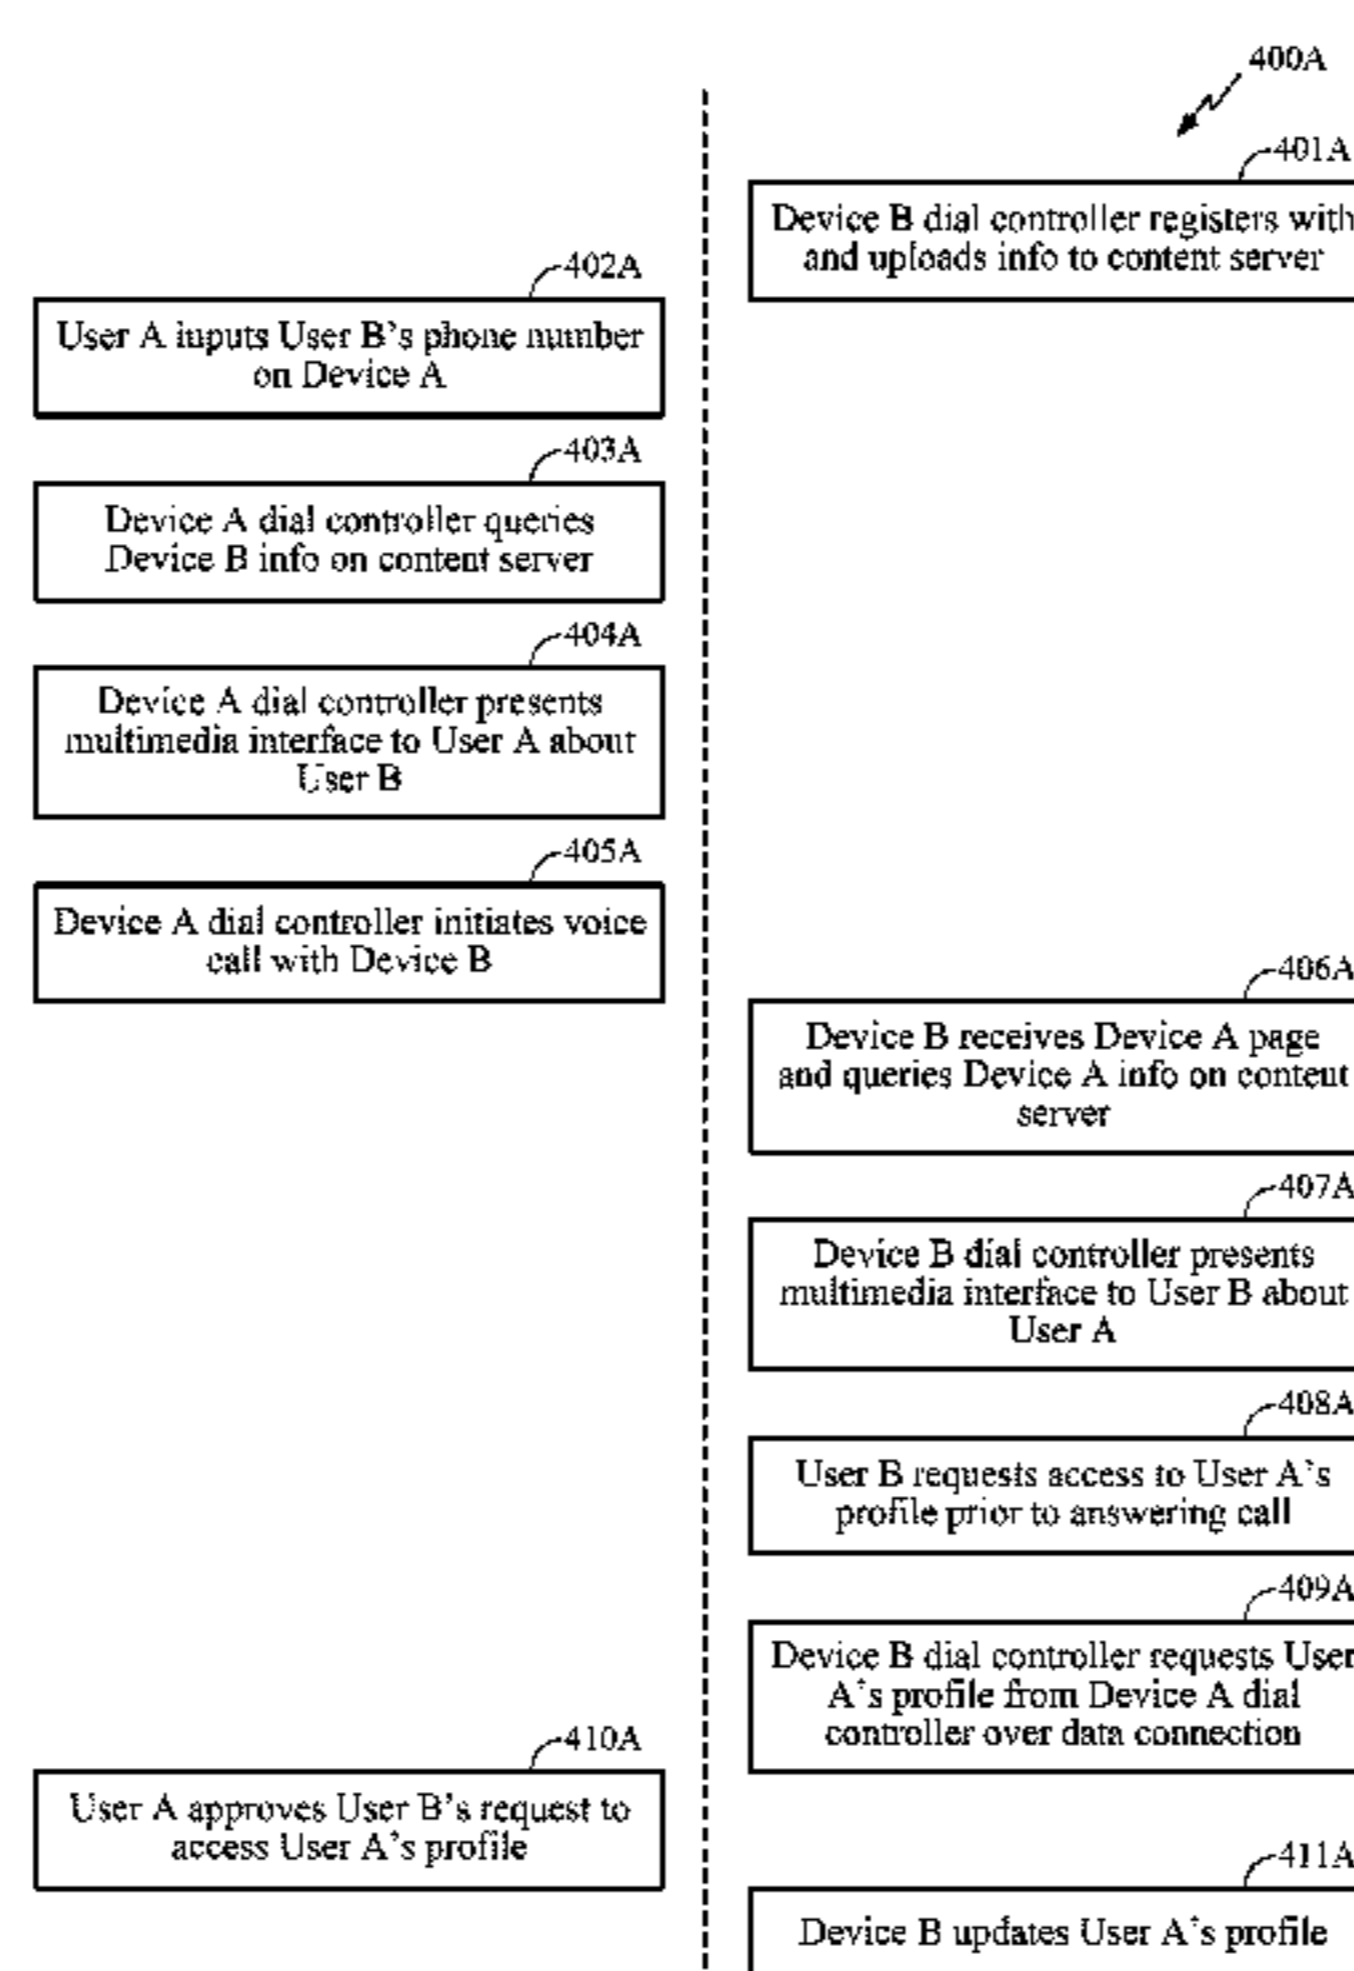 400A
401A
Device B dial controller registers with
and uploads info to content server
402A
User A inputs User B's phone number
on Device A
403A
Device A dial controller queries
Device B info on content server
404A
Device A dial controller presents
multimedia interface to User A about
User B
405A
Device A dial controller initiates voice
call with Device B
406A
Device B receives Device A page
and queries Device A info on content
server
407A
Device B dial controller presents
multimedia interface to User B about
User A
408A
User B requests access to User A's
profile prior to answering call
409A
Device B dial controller requests User
A's profile from Device A dial
controller over data connection
410A
User A approves User B's request to
access User A's profile
411A
Device B updates User A's profile